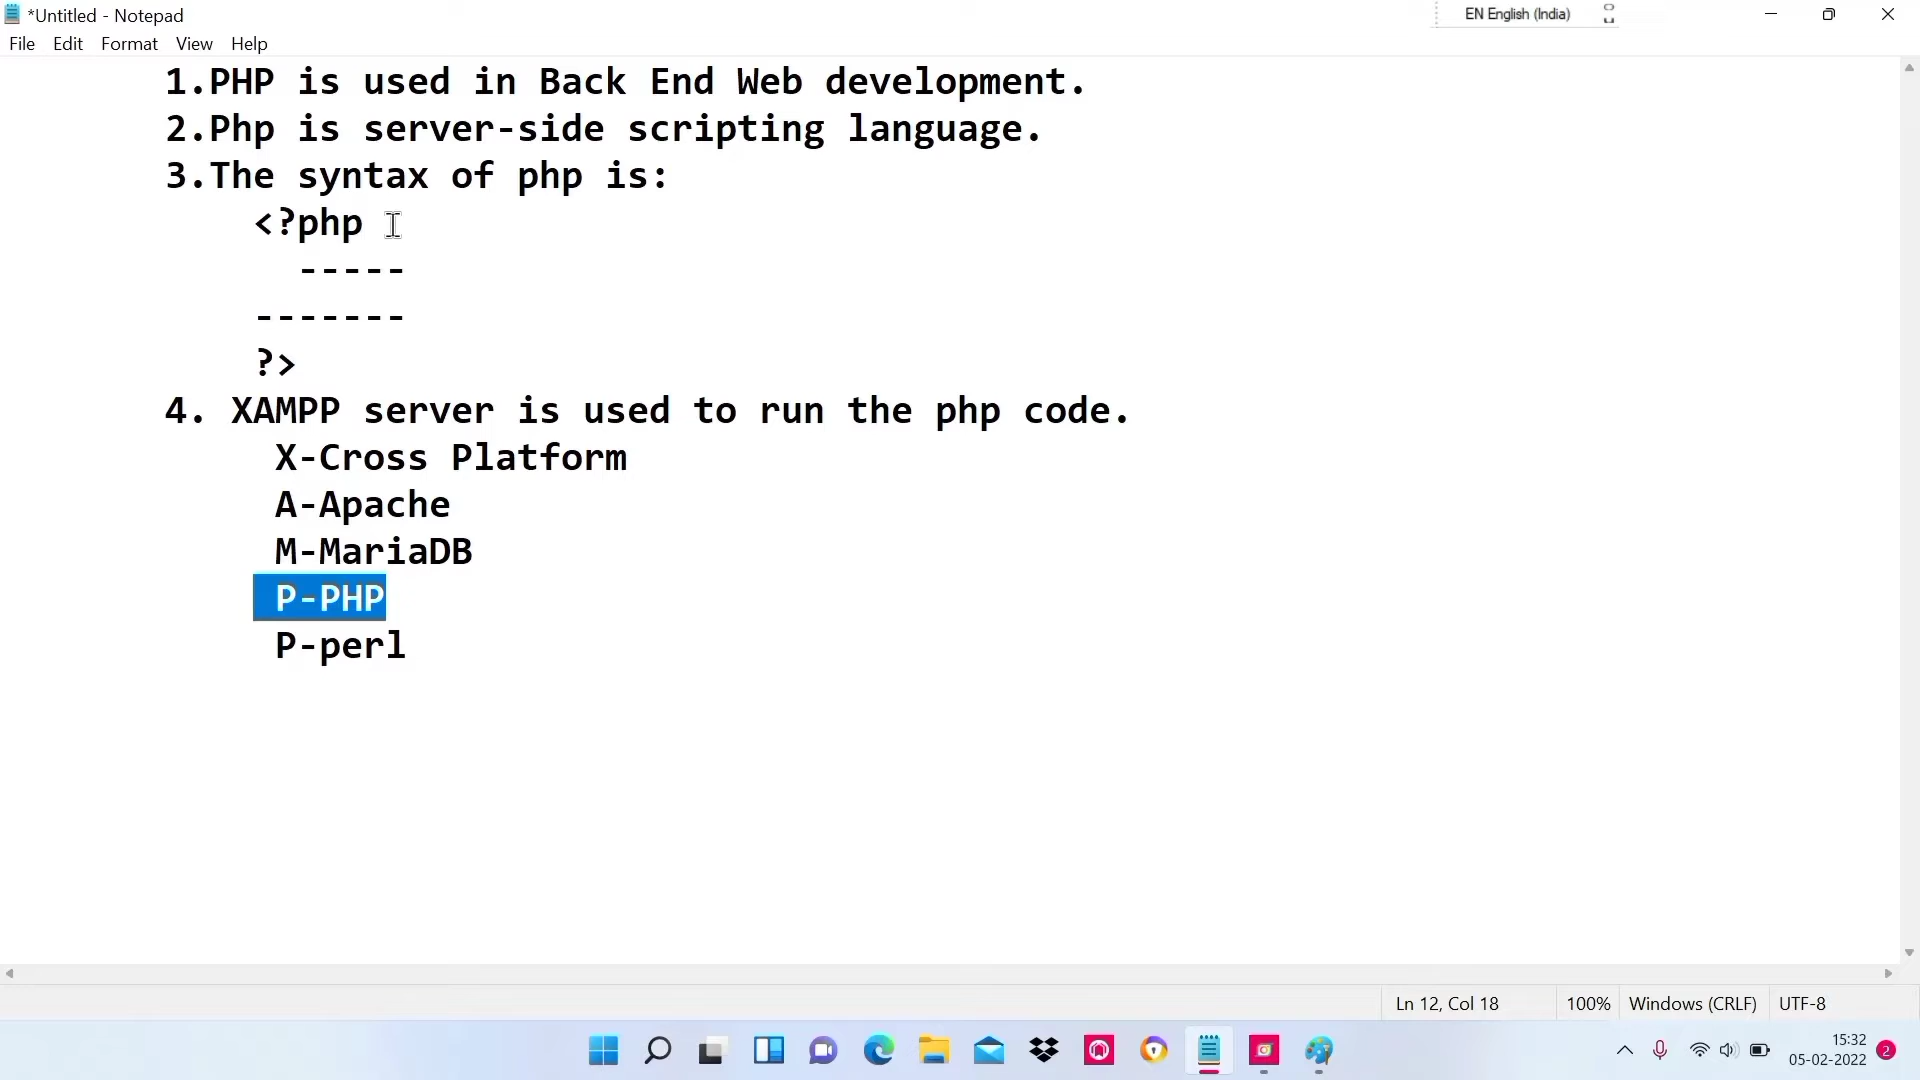 *Untitled - Notepad
EN English (India)
File Edit Format View Help
1.PHP is used in Back End Web development.
2.Php is server-side scripting language.
3.The syntax of php is:
<?php
-----
-------
?>
4. XAMPP server is used to run the php code.
X-Cross Platform
A-Apache
M-MariaDB
P-PHP
P-perl
Ln 12, Col 18 100% Windows (CRLF) UTF-8
15:32
05-02-2022
2